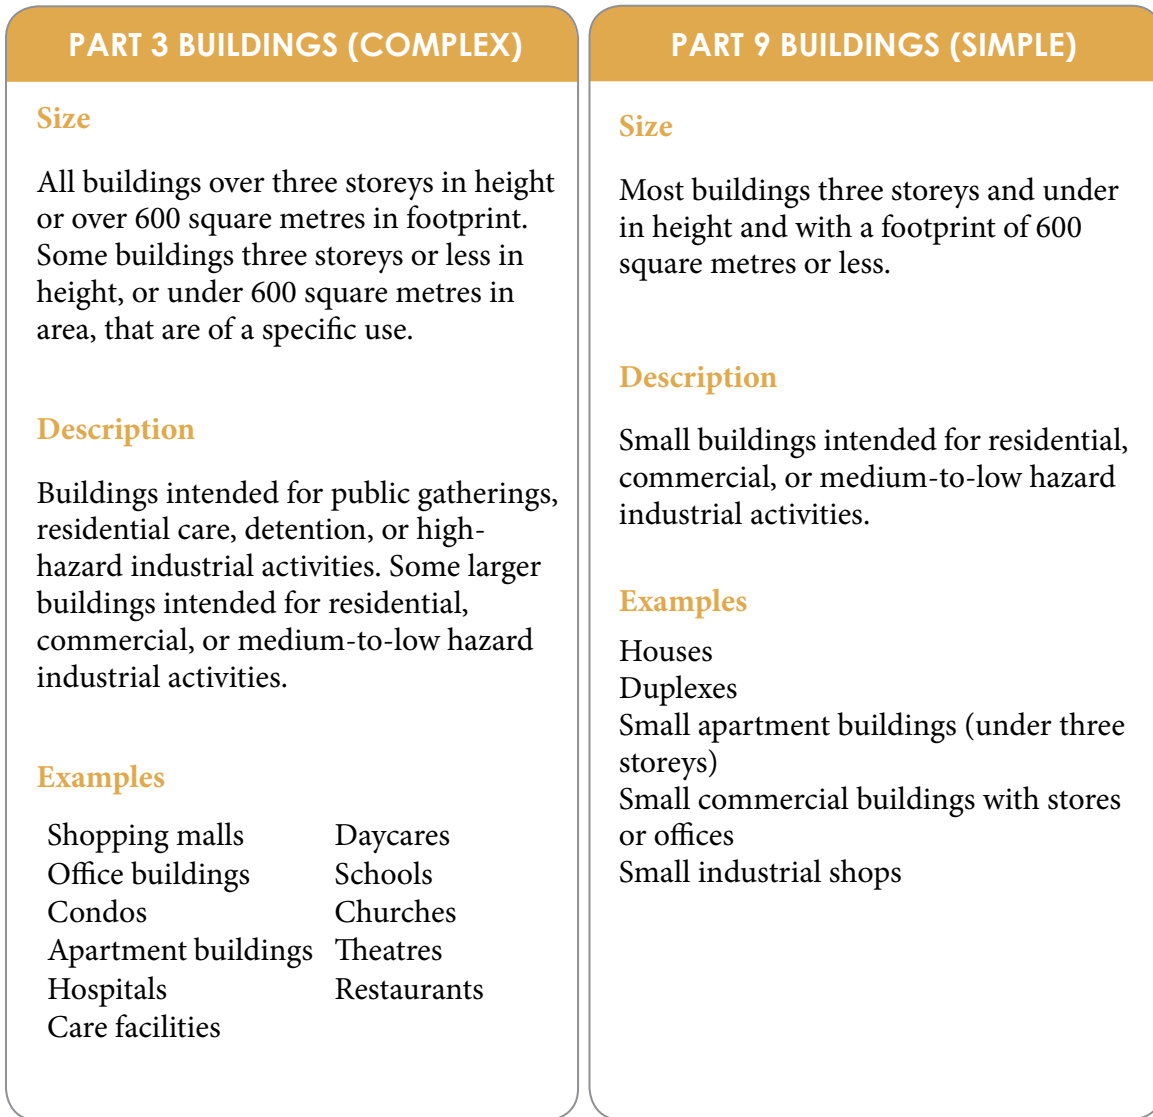 PART 3 BUILDINGS (COMPLEX)
Size
All buildings over three storeys in height
or over 600 square metres in footprint.
Some buildings three storeys or less in
height, or under 600 square metres in
area, that are of a specific use.
Description
Buildings intended for public gatherings,
residential care, detention, or high-
hazard industrial activities. Some larger
buildings intended for residential,
commercial, or medium-to-low hazard
industrial activities.
Examples
Shopping malls
Office buildings
Condos
Apartment buildings
Hospitals
Care facilities
Daycares
Schools
Churches
Theatres
Restaurants
PART 9 BUILDINGS (SIMPLE)
Size
Most buildings three storeys and under
in height and with a footprint of 600
square metres or less.
Description
Small buildings intended for residential,
commercial, or medium-to-low hazard
industrial activities.
Examples
Houses
Duplexes
Small apartment buildings (under three
storeys)
Small commercial buildings with stores
or offices
Small industrial shops